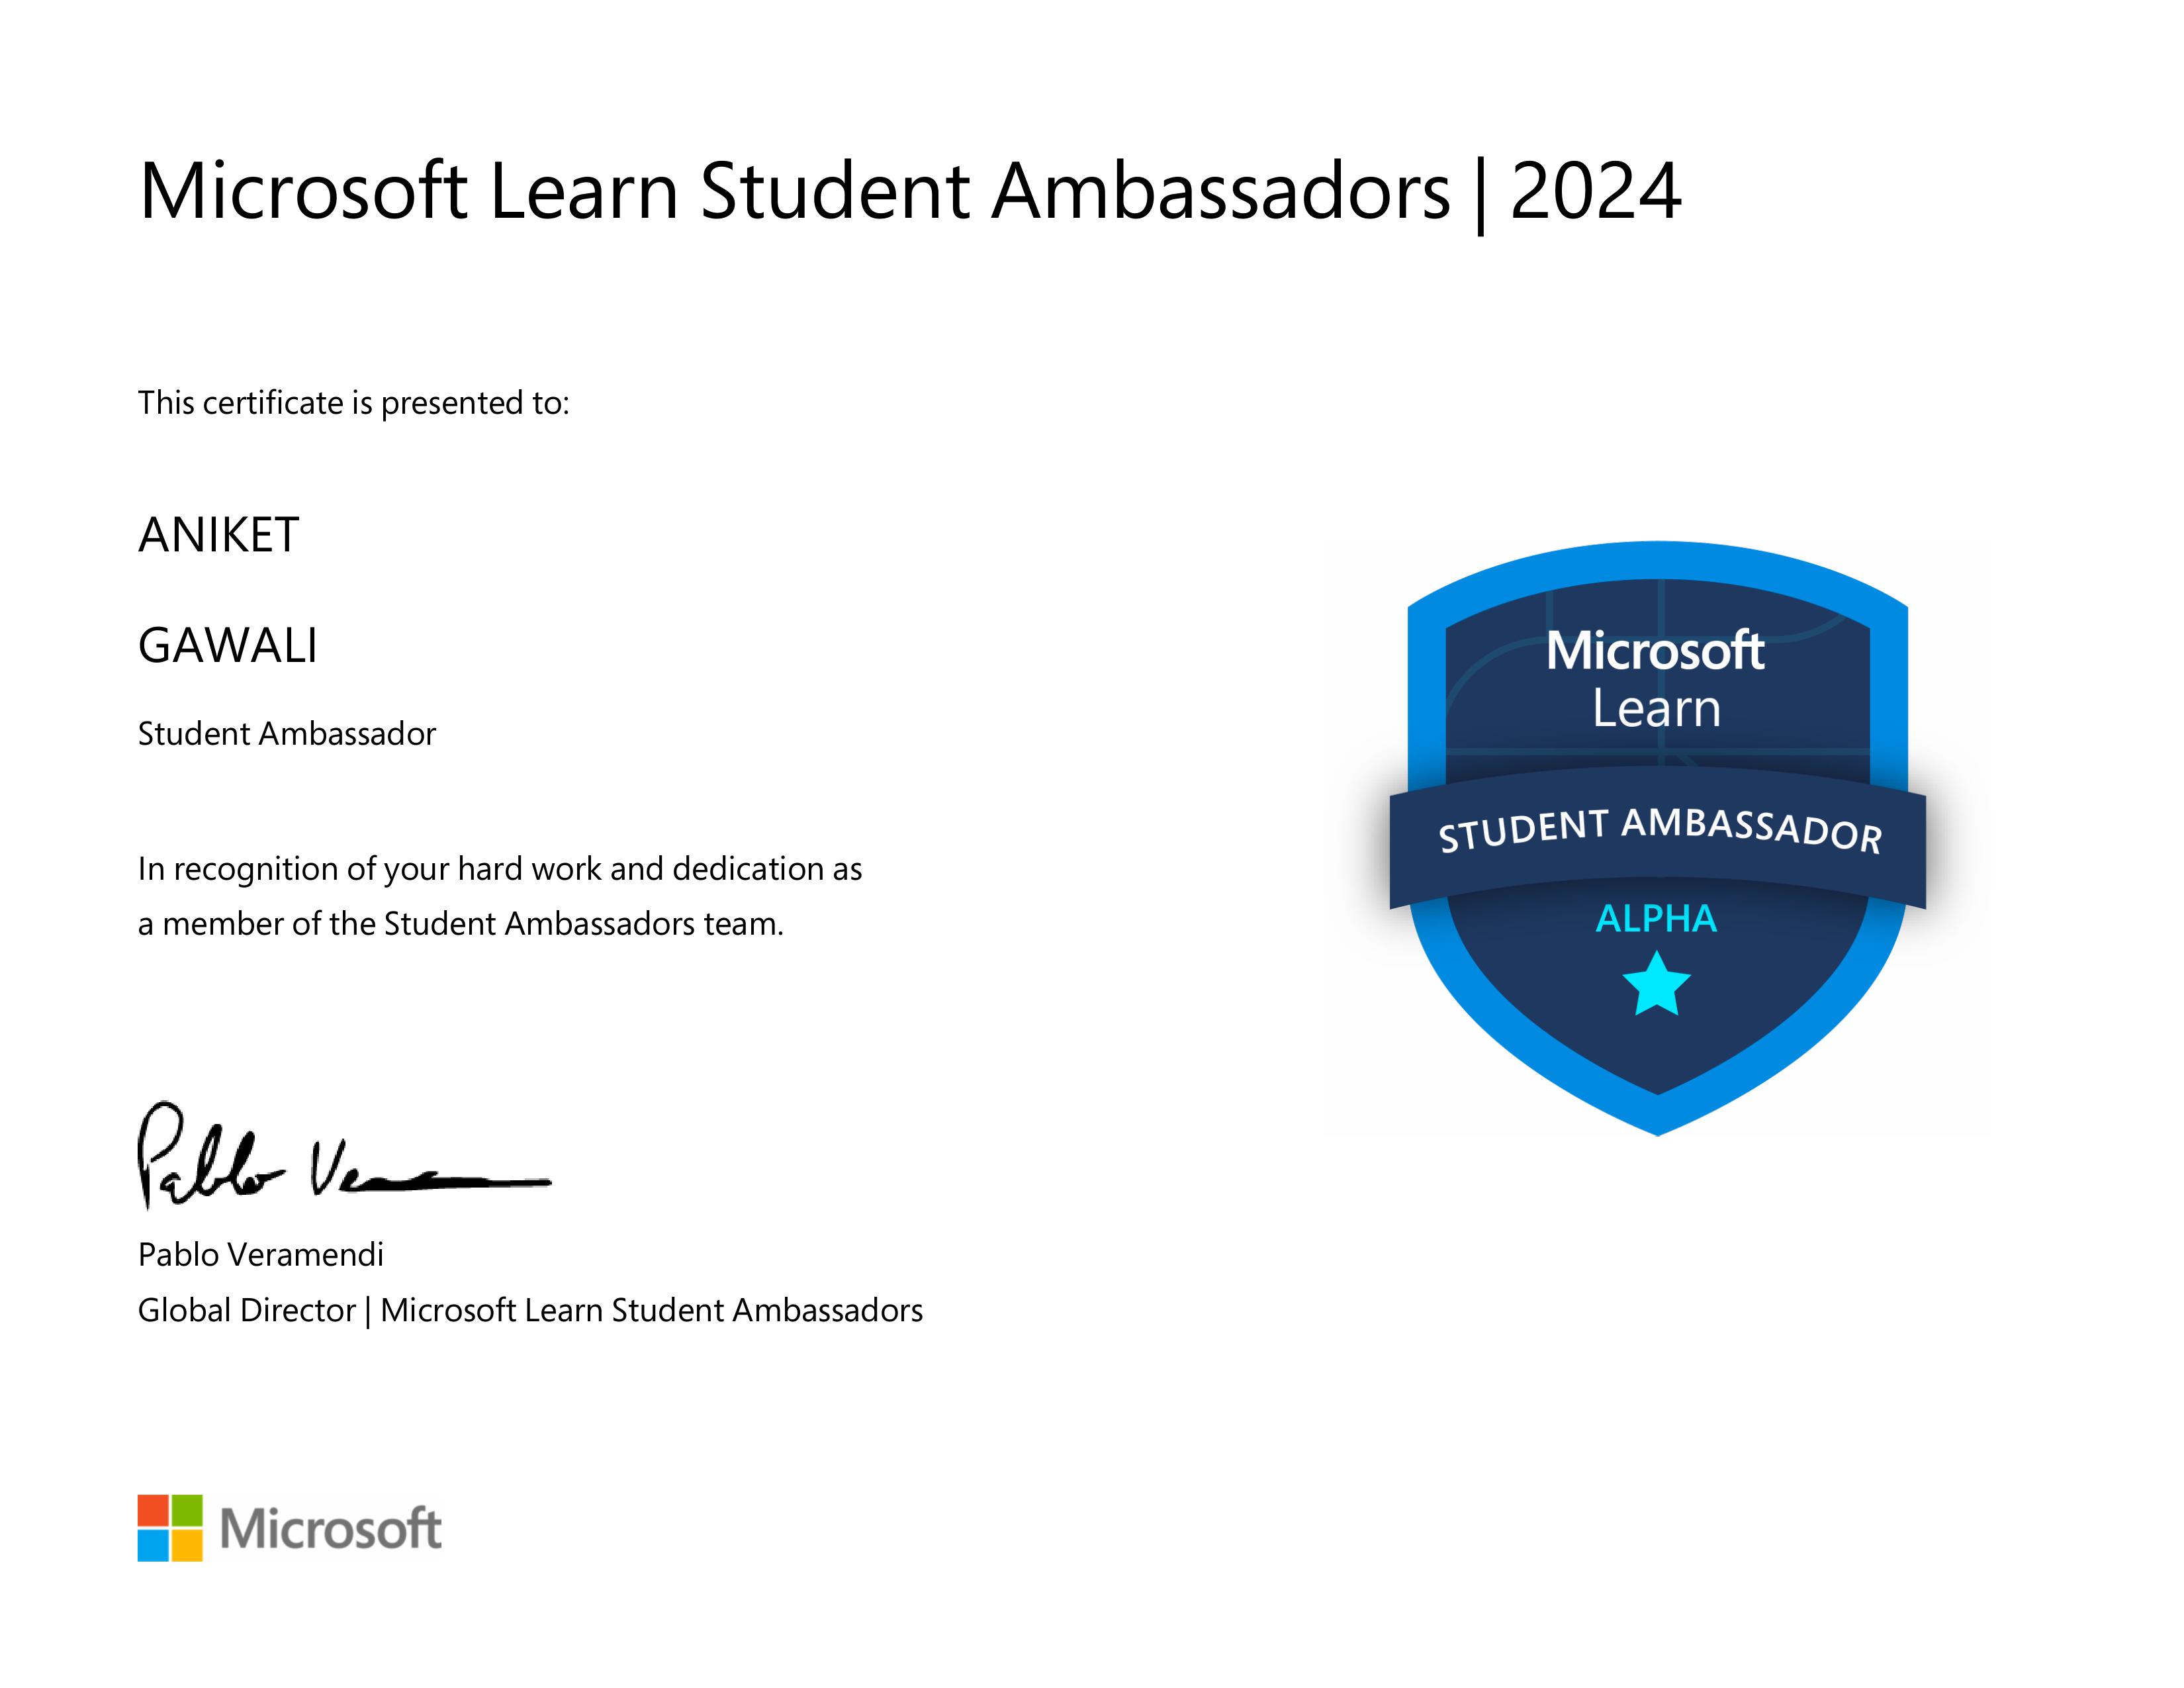 Microsoft Learn Student Ambassadors | 2024
This certificate is presented to:
ANIKET
GAWALI
Student Ambassador
In recognition of your hard work and dedication as
a member of the Student Ambassadors team.
Microsoft
Learn
STUDENT AMBASSADOR
ALPHA
Pablo Ve
Pablo Veramendi
Global Director | Microsoft Learn Student Ambassadors
Microsoft